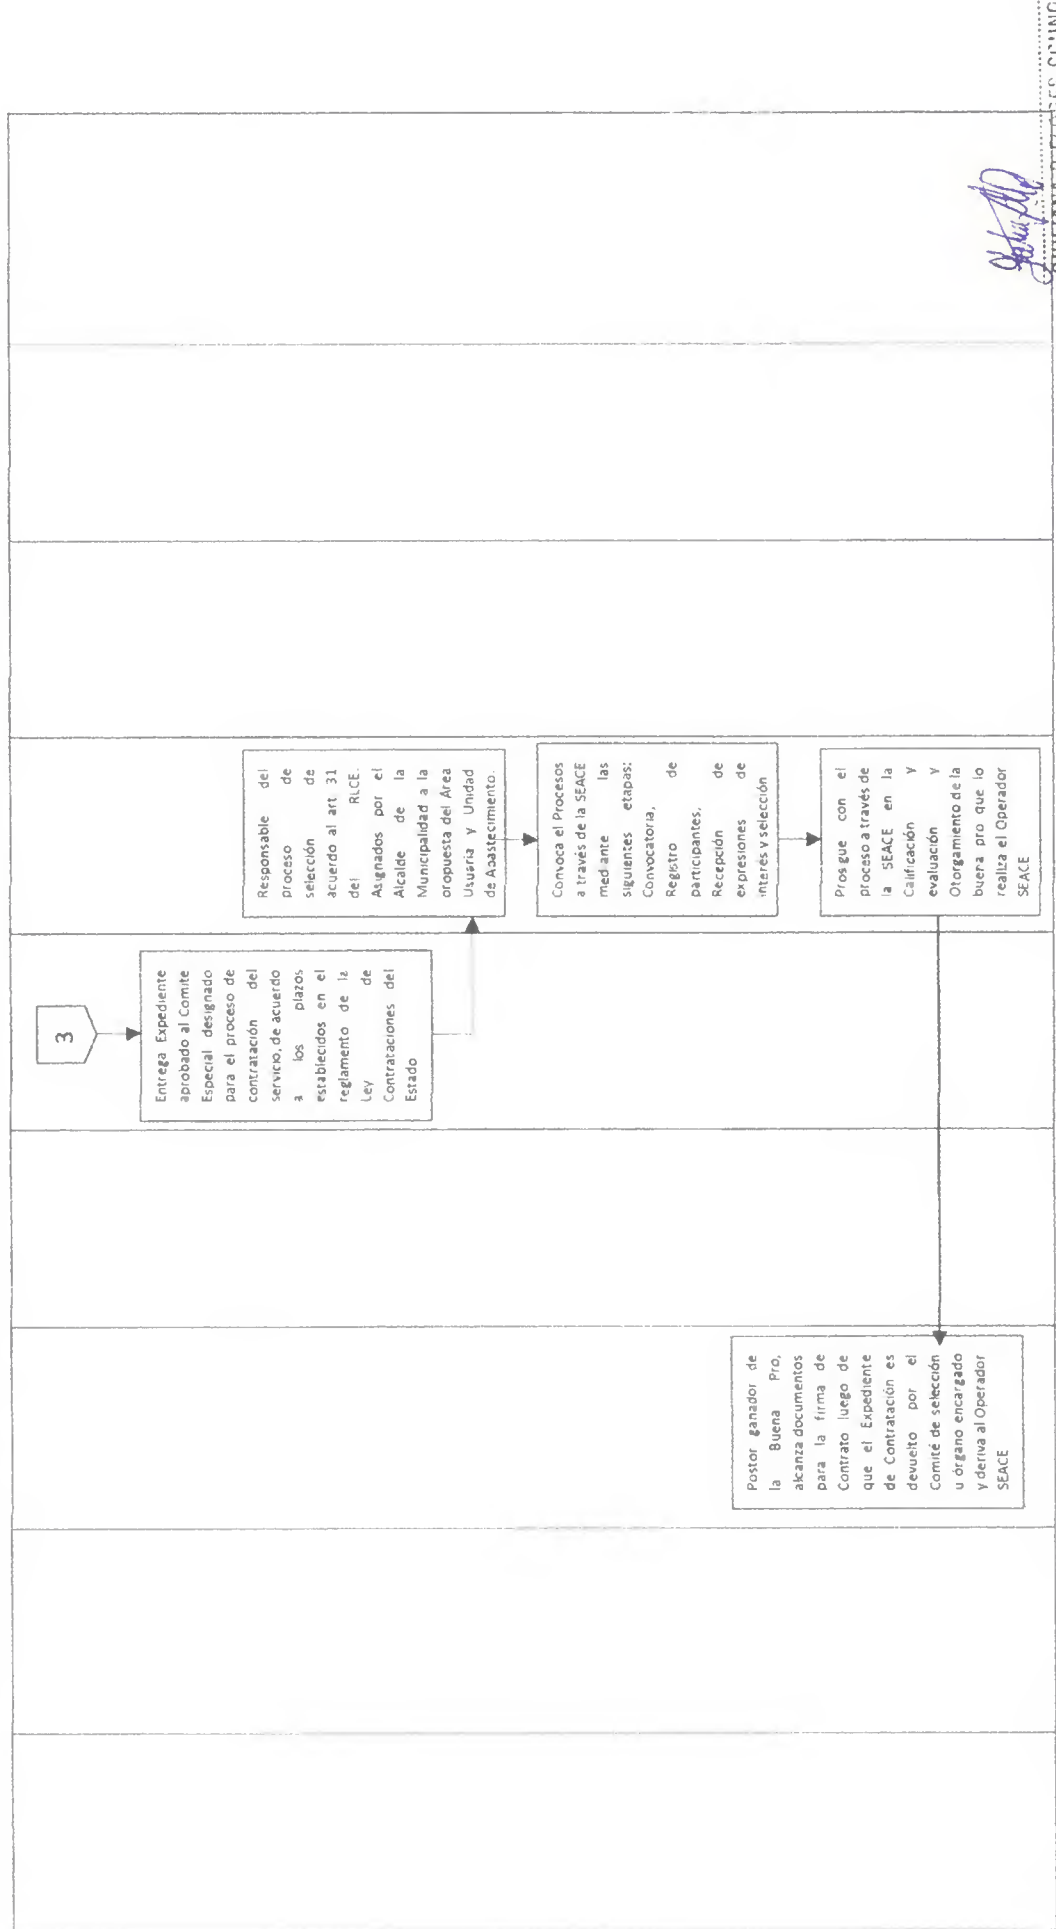 3
Entrega Expediente
aprobado al Comite
Especial designado
para el proceso de
contratación del
servicio, de acuerdo
a los plazos
establecidos en el
reglamento de la
Ley de
Contrataciones del
Estado
Responsable del
proceso de
selección de
acuerdo al art 31
del RLCE.
Asignados por el
Alcalde de la
Municipalidad a la
propuesta del Área
Usuaria y Unidad
de Abastecimiento.
Convoca el Procesos
a través de la SEACE
mediante las
siguientes etapas:
Convocatoria,
Registro de
participantes,
Recepción de
expresiones de
interés y selección
Prosigue con el
proceso a través de
la SEACE en la
Calificación y
evaluación y
Otorgamiento de la
buena pro que lo
realiza el Operador
SEACE
Postor ganador de
la Buena Pro,
alcanza documentos
para la firma de
Contrato luego de
que el Expediente
de Contratación es
devuelto por el
Comité de selección
u órgano encargado
y deriva al Operador
SEACE